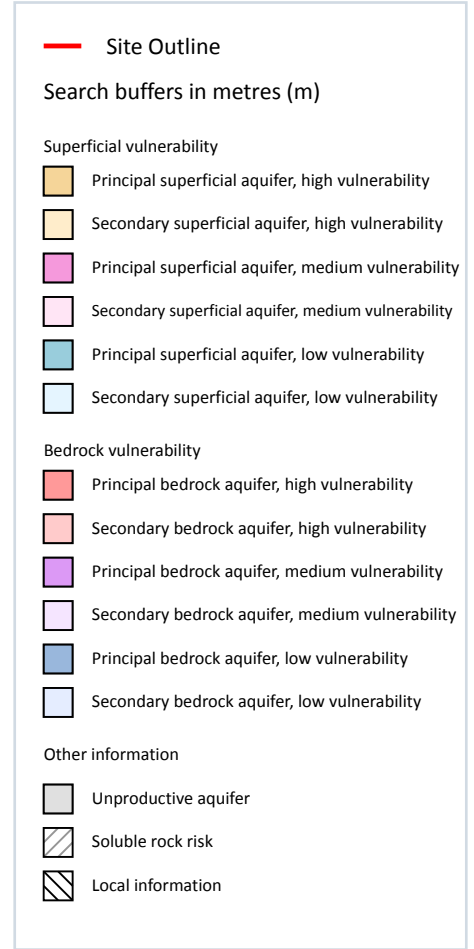 Site Outline
Search buffers in metres (m)
Superficial vulnerability
Principal superficial aquifer, high vulnerability
Secondary superficial aquifer, high vulnerability
Principal superficial aquifer, medium vulnerability
Secondary superficial aquifer, medium vulnerability
Principal superficial aquifer, low vulnerability
Secondary superficial aquifer, low vulnerability
Bedrock vulnerability
Principal bedrock aquifer, high vulnerability
Secondary bedrock aquifer, high vulnerability
Principal bedrock aquifer, medium vulnerability
Secondary bedrock aquifer, medium vulnerability
Principal bedrock aquifer, low vulnerability
Secondary bedrock aquifer, low vulnerability
Other information
Unproductive aquifer
Soluble rock risk
Local information